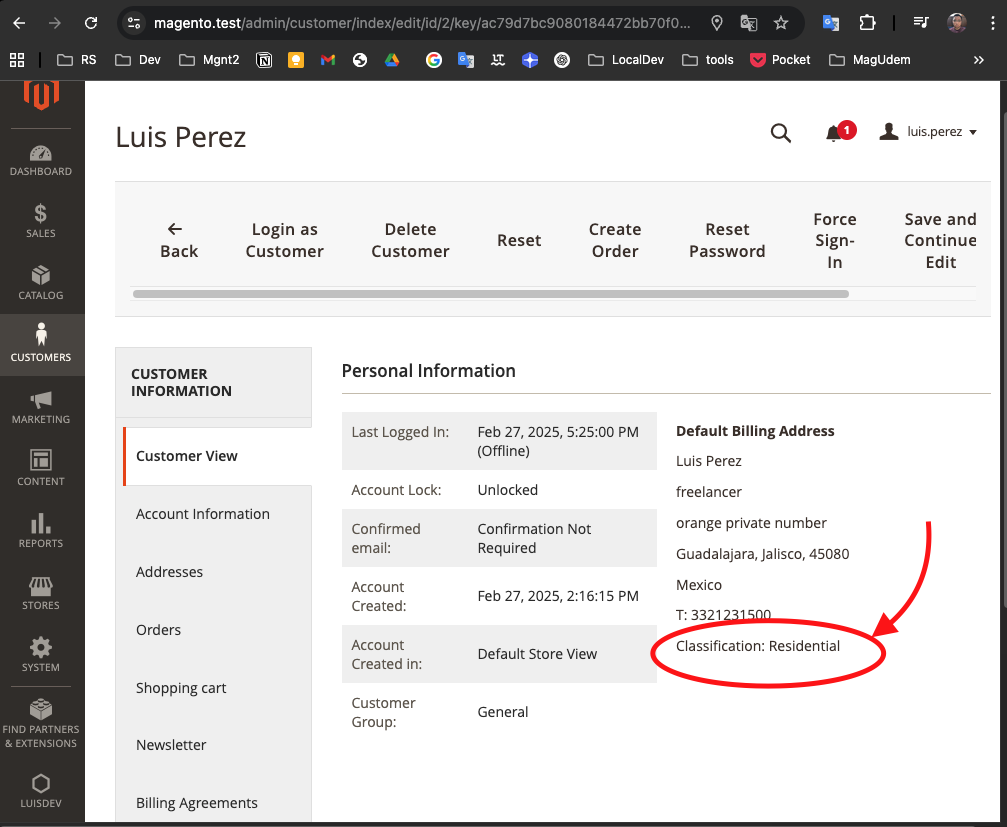 magento.test/admin/customer/index/edit/id/2/key/ac79d7bc9080184472bb70f0...
RS
Dev
Mgnt2
LocalDev
tools
Pocket
MagUdem
»
DASHBOARD
SALES
CATALOG
CUSTOMERS
MARKETING
CONTENT
REPORTS
STORES
SYSTEM
FIND PARTNERS
& EXTENSIONS
LUISDEV
Luis Perez
1
luis.perez
Back
Login as
Customer
Delete
Customer
Reset
Create
Order
Reset
Password
Force
Sign-
In
Save and
Continue
Edit
CUSTOMER
INFORMATION
Customer View
Account Information
Addresses
Orders
Shopping cart
Newsletter
Billing Agreements
Personal Information
Last Logged In: Feb 27, 2025, 5:25:00 PM
(Offline)
Account Lock: Unlocked
Confirmed Confirmation Not
email: Required
Account
Created: Feb 27, 2025, 2:16:15 PM
Account
Created in: Default Store View
Customer
Group: General
Default Billing Address
Luis Perez
freelancer
orange private number
Guadalajara, Jalisco, 45080
Mexico
T: 3321231500
Classification: Residential